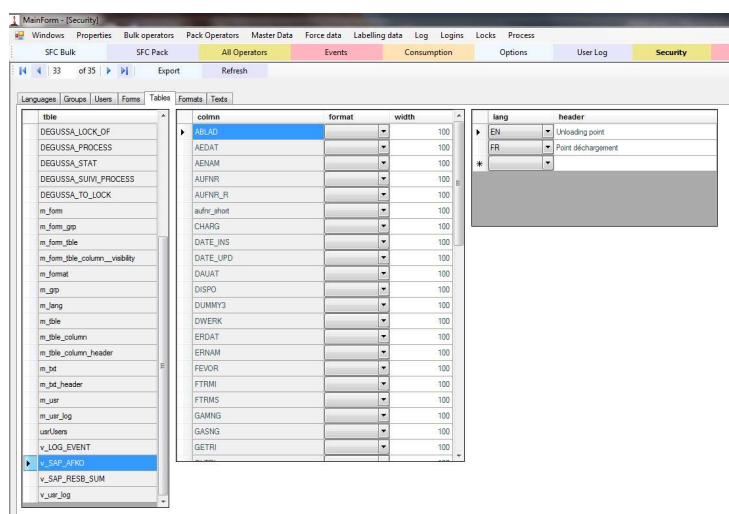 MainForm - [Security]
Windows Properties Bulk operators Pack Operators Master Data Force data Labelling data Log Logins Locks Process
SFC Bulk SFC Pack All Operators Events Consumption Options User Log Security
33 of 35 Export Refresh
Languages Groups Users Forms Tables Formats Texts
tble
DEGUSSA_LOCK_OF
DEGUSSA_PROCESS
DEGUSSA_STAT
DEGUSSA_SUIVI_PROCESS
DEGUSSA_TO_LOCK
m_form
m_form_grp
m_form_tble
m_form_tble_column__visibility
m_format
m_grp
m_lang
m_tble
m_tble_column
m_tble_column_header
m_txt
m_txt_header
m_usr
m_usr_log
usrUsers
v_LOG_EVENT
v_SAP_AFKO
v_SAP_RESB_SUM
v_usr_log
colmn format width
ABLAD 100
AEDAT 100
AENAM 100
AUFNR 100
AUFNR_R 100
aufnr_short 100
CHARG 100
DATE_INS 100
DATE_UPD 100
DAUAT 100
DISPO 100
DUMMY3 100
DWERK 100
ERDAT 100
ERNAM 100
FEVOR 100
FTRMI 100
FTRMS 100
GAMNG 100
GASNG 100
GETRI 100
lang header
EN Unloading point
FR Point déchargement